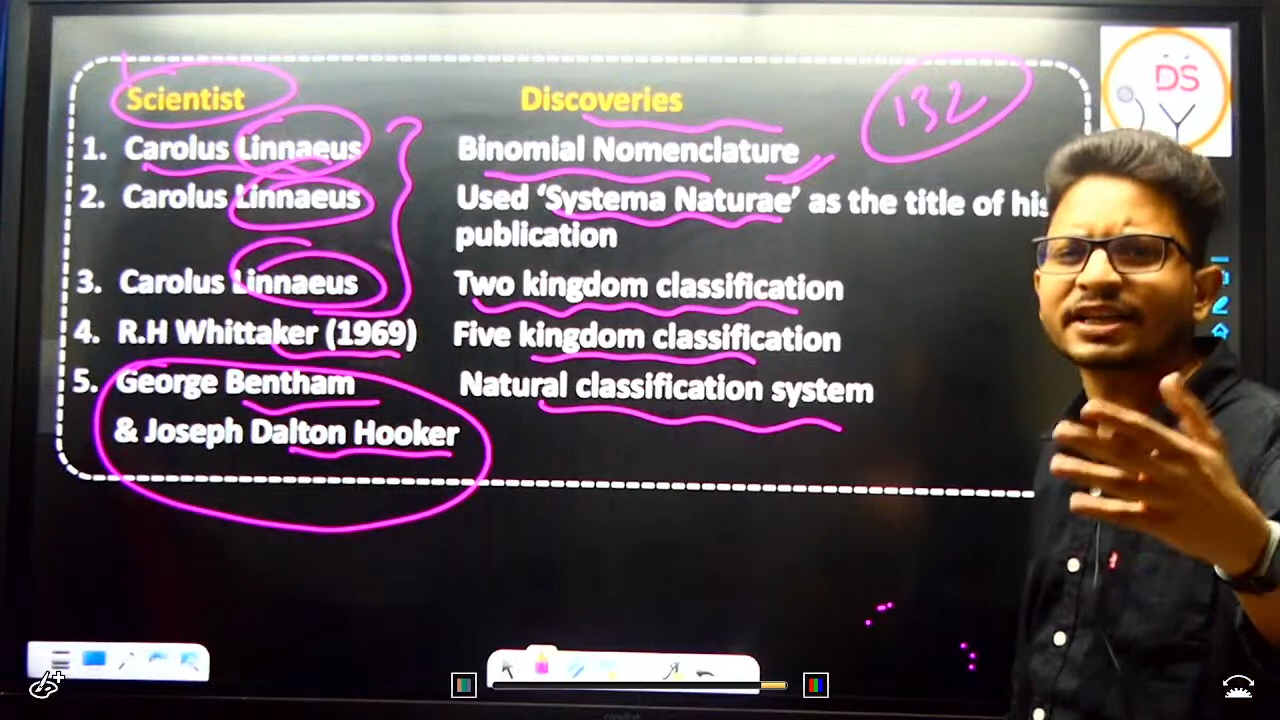 Scientist Discoveries 132
1. Carolus Linnaeus Binomial Nomenclature
2. Carolus Linnaeus Used ‘Systema Naturae’ as the title of his
publication
3. Carolus Linnaeus Two kingdom classification
4. R.H Whittaker (1969) Five kingdom classification
5. George Bentham Natural classification system
& Joseph Dalton Hooker
DS
newline